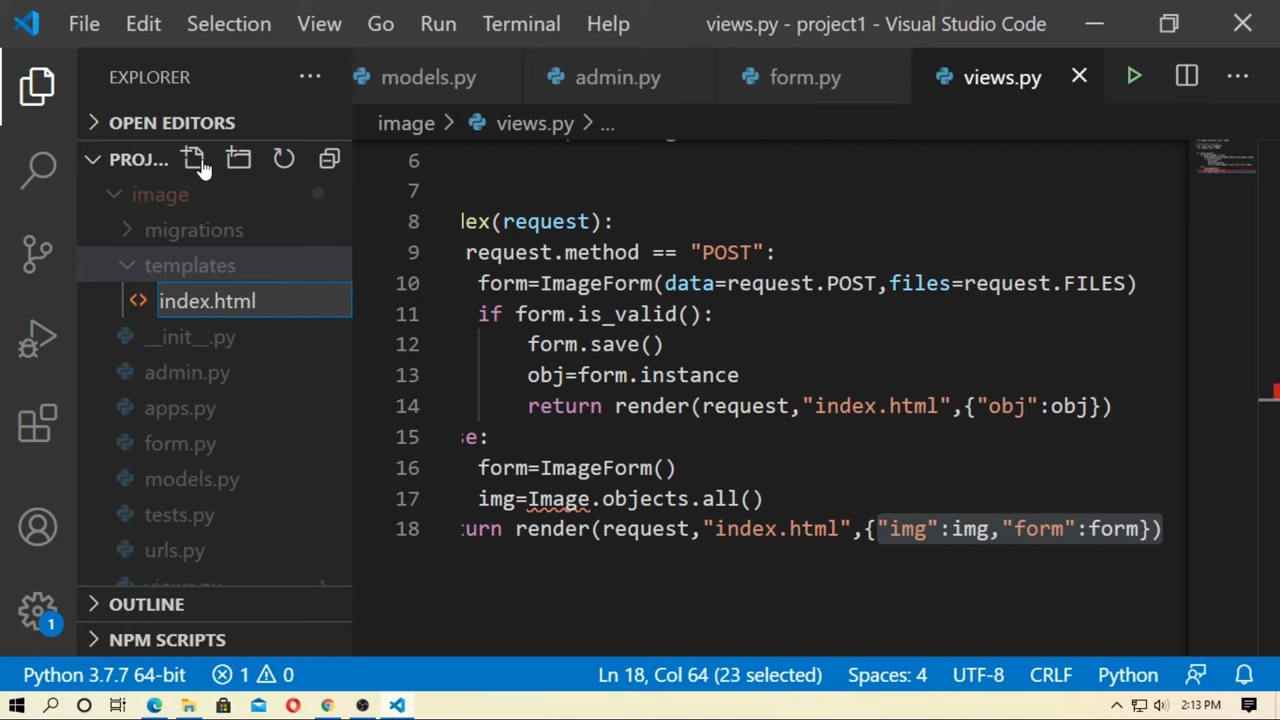 File Edit Selection View Go Run Terminal Help views.py - project1 - Visual Studio Code
EXPLORER
models.py admin.py form.py views.py
OPEN EDITORS
image > views.py > ...
PROJ...
image
migrations
templates
index.html
__init__.py
admin.py
apps.py
form.py
models.py
tests.py
urls.py
views.py 1
OUTLINE
NPM SCRIPTS
6
7
8 dex(request):
9 request.method == "POST":
10 form=ImageForm(data=request.POST,files=request.FILES)
11 if form.is_valid():
12 form.save()
13 obj=form.instance
14 return render(request,"index.html",{"obj":obj})
15 se:
16 form=ImageForm()
17 img=Image.objects.all()
18 urn render(request,"index.html",{"img":img,"form":form})
1
Python 3.7.7 64-bit 1 0 Ln 18, Col 64 (23 selected) Spaces: 4 UTF-8 CRLF Python
2:13 PM